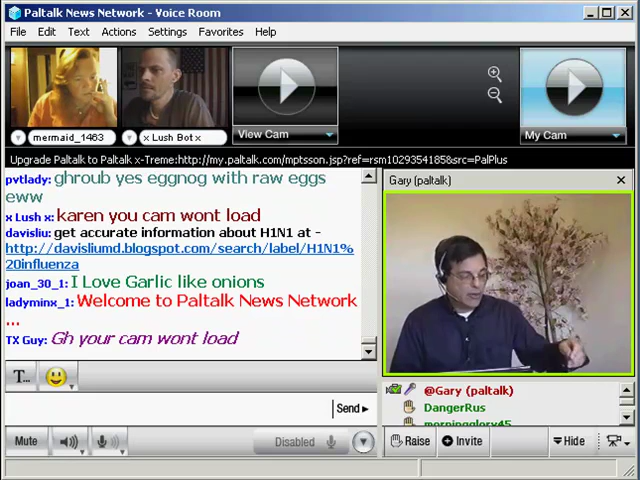 Paltalk News Network - Voice Room
File Edit Text Actions Settings Favorites Help
mermaid_1463
x Lush Bot x
View Cam
My Cam
Upgrade Paltalk to Paltalk x-Treme:http://my.paltalk.com/mptsson.jsp?ref=rsm1029354185&src=PalPlus
pvtlady: ghroub yes eggnog with raw eggs
eww
x Lush x: karen you cam wont load
davisliu: get accurate information about H1N1 at -
http://davisliumd.blogspot.com/search/label/H1N1%
20influenza
joan_30_1: I Love Garlic like onions
ladyminx_1: Welcome to Paltalk News Network
...
TX Guy: Gh your cam wont load
Gary (paltalk)
@Gary (paltalk)
DangerRus
morningglory45
T...
Send
Mute
Disabled
Raise
Invite
Hide